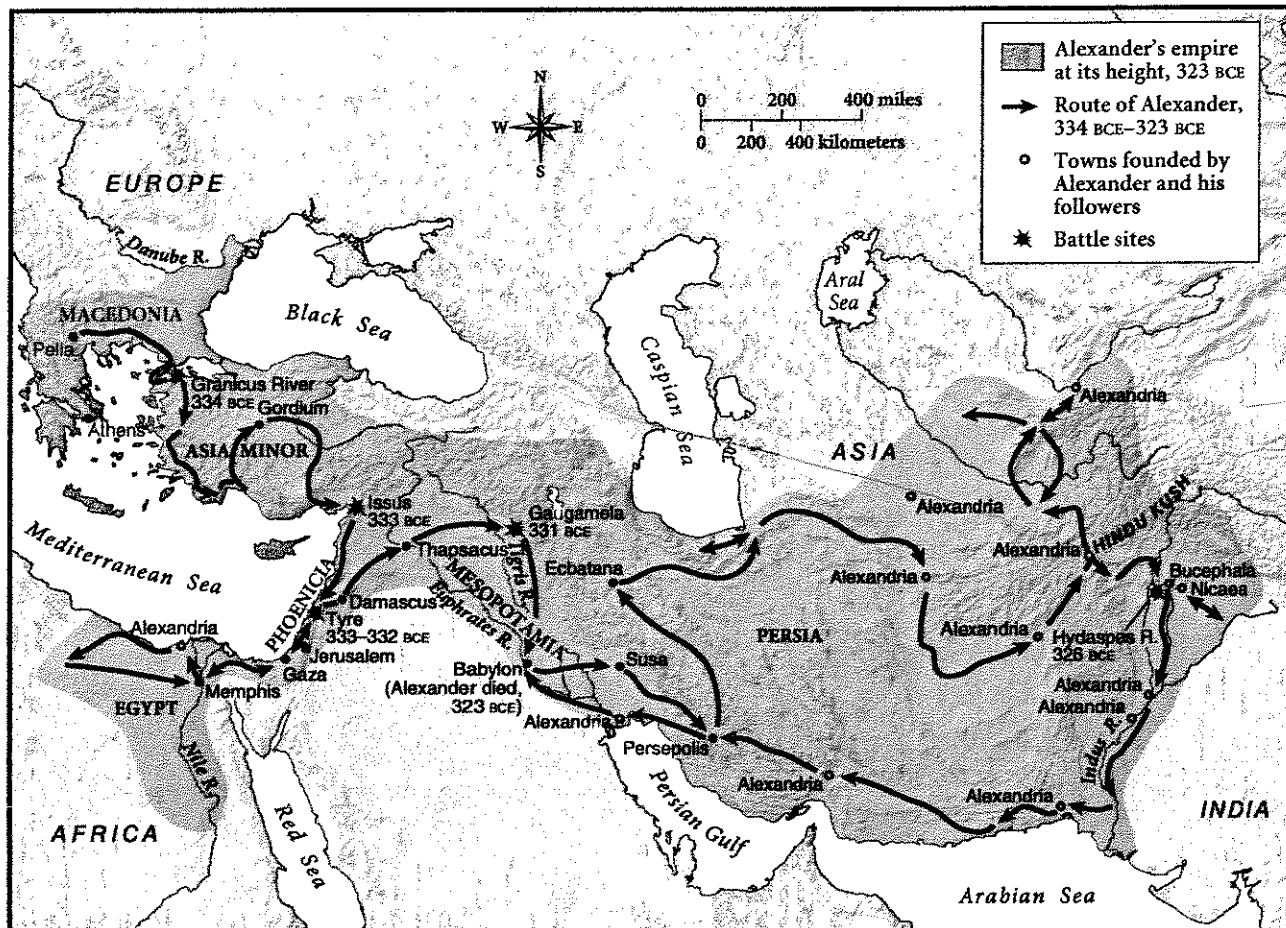 Alexander's empire
at its height, 323 BCE
Route of Alexander,
334 BCE–323 BCE
Towns founded by
Alexander and his
followers
Battle sites
N
W
E
S
0 200 400 miles
0 200 400 kilometers
EUROPE
Danube R.
MACEDONIA
Pella
Black Sea
Granicus River
334 BCE
Gordium
Athens
ASIA MINOR
Caspian
Sea
Aral
Sea
ASIA
Alexandria
Alexandria
HINDU KUSH
Alexandria
Alexandria
Alexandria
Bucephala
Nicaea
Hydaspes R.
326 BCE
Alexandria
Alexandria
Indus R.
INDIA
Issus
333 BCE
Gaugamela
331 BCE
Thapsacus
Tigris R.
Ecbatana
MESOPOTAMIA
Euphrates R.
Mediterranean Sea
PHOENICIA
Damascus
Tyre
333–332 BCE
Jerusalem
Gaza
Alexandria
Memphis
EGYPT
Nile R.
AFRICA
Red
Sea
PERSIA
Susa
Babylon
(Alexander died,
323 BCE)
Alexandria
Persepolis
Alexandria
Alexandria
Persian Gulf
Arabian Sea